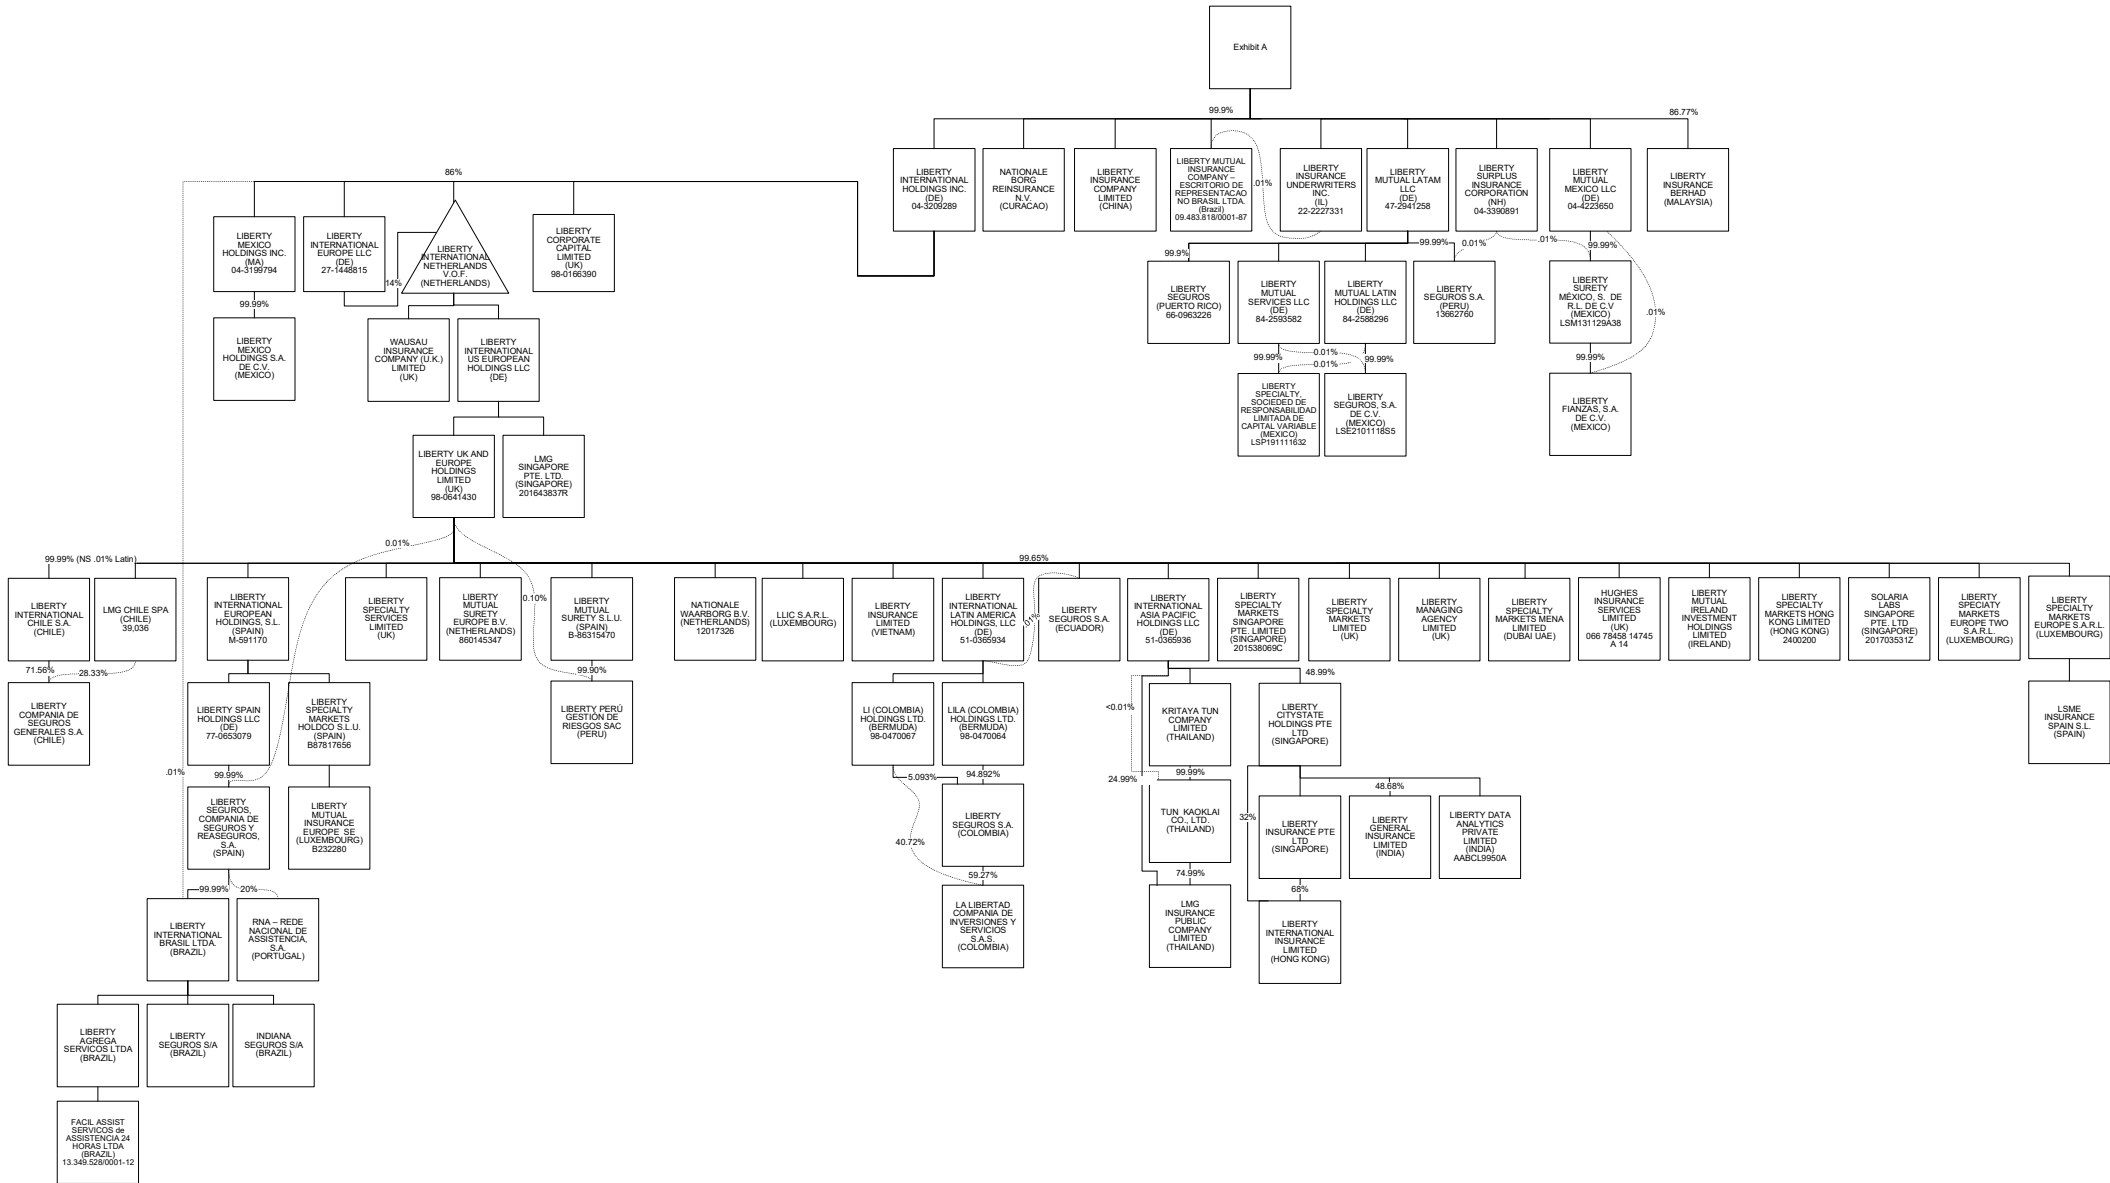 Exhibit A
99.9%
86.77%
LIBERTY
INTERNATIONAL
HOLDINGS INC.
(DE)
04-3209289
NATIONALE
BORG
REINSURANCE
N.V.
(CURACAO)
LIBERTY
INSURANCE
COMPANY
LIMITED
(CHINA)
LIBERTY MUTUAL
INSURANCE
COMPANY –
ESCRITORIO DE
REPRESENTACAO
NO BRASIL LTDA.
(Brazil)
09.483.818/0001-87
.01%
LIBERTY
INSURANCE
UNDERWRITERS
INC.
(IL)
22-2227331
LIBERTY
MUTUAL LATAM
LLC
(DE)
47-2941258
LIBERTY
SURPLUS
INSURANCE
CORPORATION
(NH)
04-3390891
LIBERTY
MUTUAL
MEXICO LLC
(DE)
04-4223650
LIBERTY
INSURANCE
BERHAD
(MALAYSIA)
86%
LIBERTY
MEXICO
HOLDINGS INC.
(MA)
04-3199794
LIBERTY
INTERNATIONAL
EUROPE LLC
(DE)
27-1448815
14%
LIBERTY
INTERNATIONAL
NETHERLANDS
V.O.F.
(NETHERLANDS)
LIBERTY
CORPORATE
CAPITAL
LIMITED
(UK)
98-0166390
99.9%
99.99%
0.01%
.01%
99.99%
LIBERTY
SEGUROS
(PUERTO RICO)
66-0963226
LIBERTY
MUTUAL
SERVICES LLC
(DE)
84-2593582
LIBERTY
MUTUAL LATIN
HOLDINGS LLC
(DE)
84-2588296
LIBERTY
SEGUROS S.A.
(PERU)
13662760
LIBERTY
SURETY
MÉXICO, S. DE
R.L. DE C.V
(MEXICO)
LSM131129A38
.01%
99.99%
LIBERTY
MEXICO
HOLDINGS S.A.
DE C.V.
(MEXICO)
WAUSAU
INSURANCE
COMPANY (U.K.)
LIMITED
(UK)
LIBERTY
INTERNATIONAL
US EUROPEAN
HOLDINGS LLC
{DE}
99.99%
0.01%
0.01%
99.99%
99.99%
LIBERTY
SPECIALTY,
SOCIEDED DE
RESPONSABILIDAD
LIMITADA DE
CAPITAL VARIABLE
(MEXICO)
LSP191111632
LIBERTY
SEGUROS, S.A.
DE C.V.
(MEXICO)
LSE2101118S5
LIBERTY
FIANZAS, S.A.
DE C.V.
(MEXICO)
LIBERTY UK AND
EUROPE
HOLDINGS
LIMITED
(UK)
98-0641430
LMG
SINGAPORE
PTE. LTD.
(SINGAPORE)
201643837R
99.99% (NS .01% Latin)
0.01%
99.65%
LIBERTY
INTERNATIONAL
CHILE S.A.
(CHILE)
LMG CHILE SPA
(CHILE)
39,036
LIBERTY
INTERNATIONAL
EUROPEAN
HOLDINGS, S.L.
(SPAIN)
M-591170
LIBERTY
SPECIALTY
SERVICES
LIMITED
(UK)
LIBERTY
MUTUAL
SURETY
EUROPE B.V.
(NETHERLANDS)
860145347
0.10%
LIBERTY
MUTUAL
SURETY S.L.U.
(SPAIN)
B-86315470
NATIONALE
WAARBORG B.V.
(NETHERLANDS)
12017326
LLIC S.A.R.L.
(LUXEMBOURG)
LIBERTY
INSURANCE
LIMITED
(VIETNAM)
LIBERTY
INTERNATIONAL
LATIN AMERICA
HOLDINGS, LLC
(DE)
51-0365934
.01%
LIBERTY
SEGUROS S.A.
(ECUADOR)
LIBERTY
INTERNATIONAL
ASIA PACIFIC
HOLDINGS LLC
(DE)
51-0365936
LIBERTY
SPECIALTY
MARKETS
SINGAPORE
PTE. LIMITED
(SINGAPORE)
201538069C
LIBERTY
SPECIALTY
MARKETS
LIMITED
(UK)
LIBERTY
MANAGING
AGENCY
LIMITED
(UK)
LIBERTY
SPECIALTY
MARKETS MENA
LIMITED
(DUBAI UAE)
HUGHES
INSURANCE
SERVICES
LIMITED
(UK)
066 78458 14745
A 14
LIBERTY
MUTUAL
IRELAND
INVESTMENT
HOLDINGS
LIMITED
(IRELAND)
LIBERTY
SPECIALTY
MARKETS HONG
KONG LIMITED
(HONG KONG)
2400200
SOLARIA
LABS
SINGAPORE
PTE. LTD
(SINGAPORE)
201703531Z
LIBERTY
SPECIATY
MARKETS
EUROPE TWO
S.A.R.L.
(LUXEMBOURG)
LIBERTY
SPECIALTY
MARKETS
EUROPE S.A.R.L.
(LUXEMBOURG)
71.56%
28.33%
99.90%
48.99%
LIBERTY
COMPANIA DE
SEGUROS
GENERALES S.A.
(CHILE)
LIBERTY SPAIN
HOLDINGS LLC
(DE)
77-0653079
LIBERTY
SPECIALTY
MARKETS
HOLDCO S.L.U.
(SPAIN)
B87817656
LIBERTY PERÚ
GESTIÓN DE
RIESGOS SAC
(PERU)
LI (COLOMBIA)
HOLDINGS LTD.
(BERMUDA)
98-0470067
LILA (COLOMBIA)
HOLDINGS LTD.
(BERMUDA)
98-0470064
<0.01%
KRITAYA TUN
COMPANY
LIMITED
(THAILAND)
LIBERTY
CITYSTATE
HOLDINGS PTE
LTD
(SINGAPORE)
LSME
INSURANCE
SPAIN S.L.
(SPAIN)
.01%
99.99%
5.093%
94.892%
24.99%
99.99%
48.68%
LIBERTY
SEGUROS,
COMPANIA DE
SEGUROS Y
REASEGUROS,
S.A.
(SPAIN)
LIBERTY
MUTUAL
INSURANCE
EUROPE SE
(LUXEMBOURG)
B232280
40.72%
LIBERTY
SEGUROS S.A.
(COLOMBIA)
TUN KAOKLAI
CO., LTD.
(THAILAND)
32%
LIBERTY
INSURANCE PTE
LTD
(SINGAPORE)
LIBERTY
GENERAL
INSURANCE
LIMITED
(INDIA)
LIBERTY DATA
ANALYTICS
PRIVATE
LIMITED
(INDIA)
AABCL9950A
99.99%
20%
59.27%
74.99%
68%
LIBERTY
INTERNATIONAL
BRASIL LTDA.
(BRAZIL)
RNA – REDE
NACIONAL DE
ASSISTENCIA,
S.A.
(PORTUGAL)
LA LIBERTAD
COMPANIA DE
INVERSIONES Y
SERVICIOS
S.A.S.
(COLOMBIA)
LMG
INSURANCE
PUBLIC
COMPANY
LIMITED
(THAILAND)
LIBERTY
INTERNATIONAL
INSURANCE
LIMITED
(HONG KONG)
LIBERTY
AGREGA
SERVICOS LTDA
(BRAZIL)
LIBERTY
SEGUROS S/A
(BRAZIL)
INDIANA
SEGUROS S/A
(BRAZIL)
FACIL ASSIST
SERVICOS de
ASSISTENCIA 24
HORAS LTDA
(BRAZIL)
13.349.528/0001-12